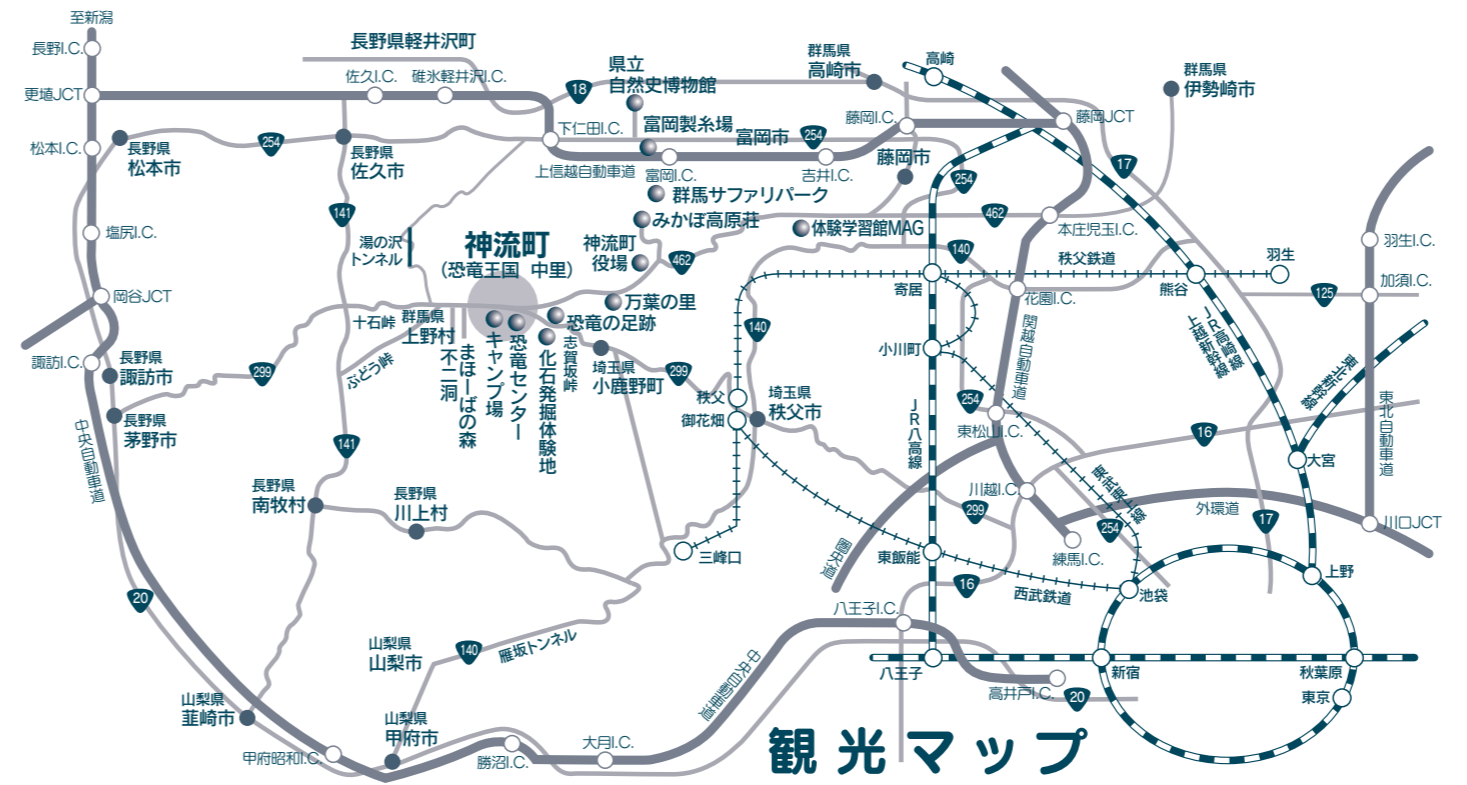 至新潟
長野I.C.
更埴JCT
松本I.C.
長野県
松本市
塩尻I.C.
岡谷JCT
諏訪I.C.
長野県
諏訪市
長野県
茅野市
中央自動車道
長野県軽井沢町
佐久I.C.
碓氷軽井沢I.C.
18
254
長野県
佐久市
141
湯の沢
トンネル
県立
自然史博物館
富岡製糸場
富岡市
254
下仁田I.C.
上信越自動車道
富岡I.C.
吉井I.C.
群馬県
高崎市
高崎
藤岡I.C.
藤岡JCT
藤岡市
群馬県
伊勢崎市
17
254
462
群馬サファリパーク
みかぼ高原荘
体験学習館MAG
本庄児玉I.C.
神流町
(恐竜王国 中里)
神流町
役場
462
140
秩父鉄道
羽生
羽生I.C.
加須I.C.
125
熊谷
寄居
花園I.C.
万葉の里
恐竜の足跡
十石峠
群馬県
上野村
ぶどう峠
不二洞
まほーばの森
キャンプ場
恐竜センター
化石発掘体験地
志賀坂峠
埼玉県
小鹿野町
299
299
140
小川町
関越自動車道
JR高崎線
上越新幹線
東北新幹線
東北自動車道
秩父
御花畑
埼玉県
秩父市
JR八高線
254
東松山I.C.
16
大宮
141
長野県
南牧村
長野県
川上村
川越I.C.
東武東上線
299
254
外環道
17
川口JCT
練馬I.C.
圏央道
三峰口
東飯能
西武鉄道
池袋
上野
16
20
八王子I.C.
八王子
新宿
秋葉原
東京
高井戸I.C.
20
山梨県
山梨市
140
雁坂トンネル
中央自動車道
山梨県
韮崎市
山梨県
甲府市
甲府昭和I.C.
勝沼I.C.
大月I.C.
観光マップ